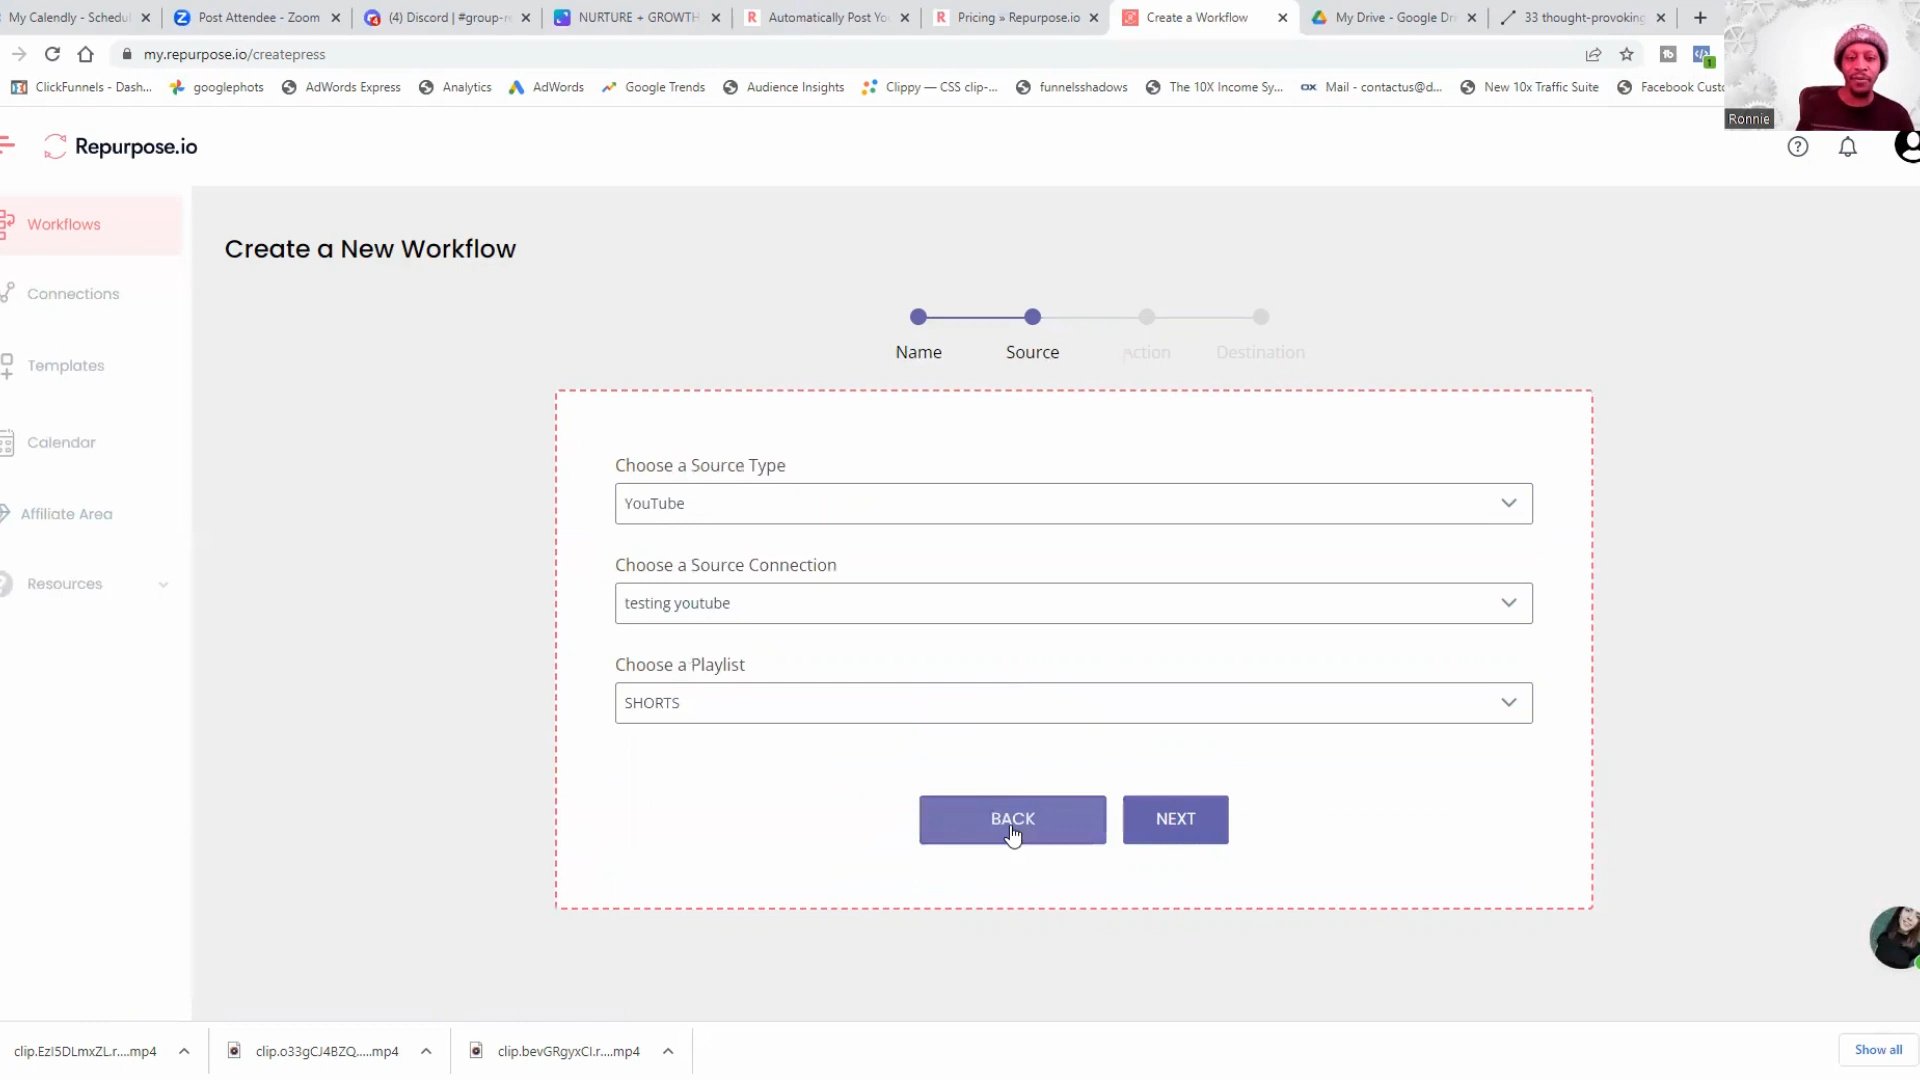 My Calendly - Schedul
Post Attendee - Zoom
(4) Discord | #group-r
NURTURE + GROWTH
Automatically Post Yo
Pricing » Repurpose.io
Create a Workflow
My Drive - Google Dri
33 thought-provoking
my.repurpose.io/createpress
ClickFunnels - Dash...
googlephots
AdWords Express
Analytics
AdWords
Google Trends
Audience Insights
Clippy — CSS clip-...
funnelsshadows
The 10X Income Sy...
Mail - contactus@d...
New 10x Traffic Suite
Facebook Custo
1
Ronnie
Repurpose.io
Workflows
Connections
Templates
Calendar
Affiliate Area
Resources
Create a New Workflow
Name
Source
Action
Destination
Choose a Source Type
YouTube
Choose a Source Connection
testing youtube
Choose a Playlist
SHORTS
BACK
NEXT
clip.EzI5DLmxZL.r....mp4
clip.o33gCJ4BZQ.....mp4
clip.bevGRgyxCI.r....mp4
Show all